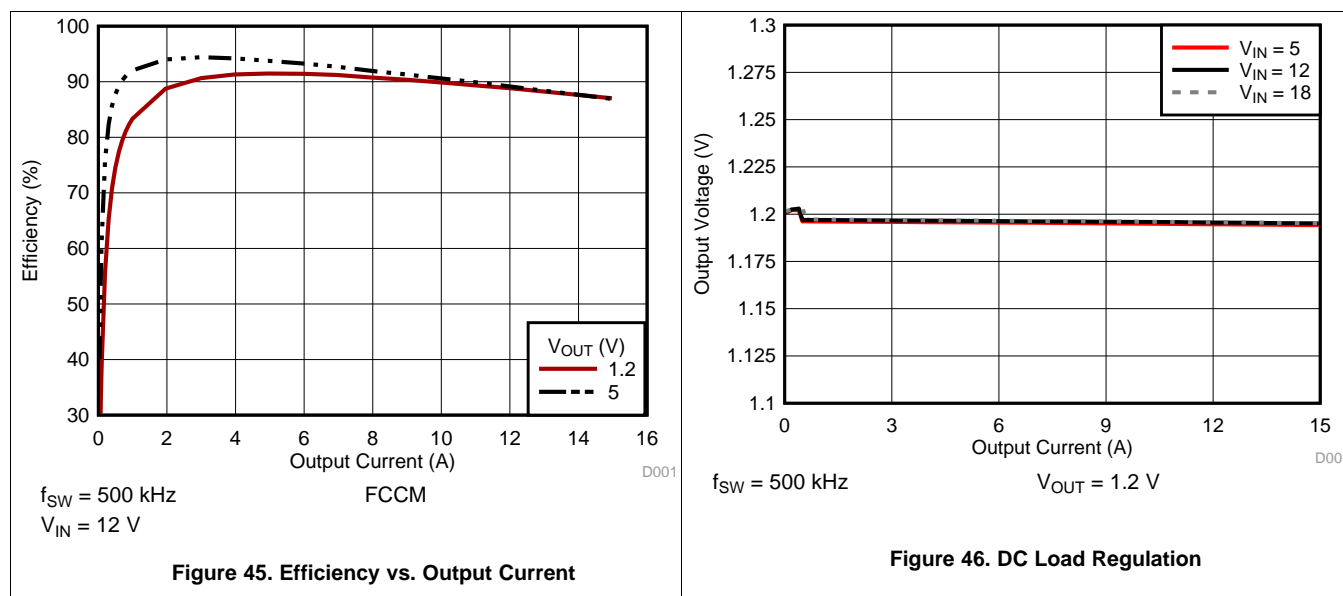 100
90
80
70
60
50
40
30
Efficiency (%)
0 2 4 6 8 10 12 14 16
Output Current (A)
D001
V_OUT (V)
1.2
5
f_SW = 500 kHz FCCM
V_IN = 12 V
Figure 45. Efficiency vs. Output Current
1.3
1.275
1.25
1.225
1.2
1.175
1.15
1.125
1.1
Output Voltage (V)
0 3 6 9 12 15
Output Current (A)
D00
V_IN = 5
V_IN = 12
V_IN = 18
f_SW = 500 kHz V_OUT = 1.2 V
Figure 46. DC Load Regulation